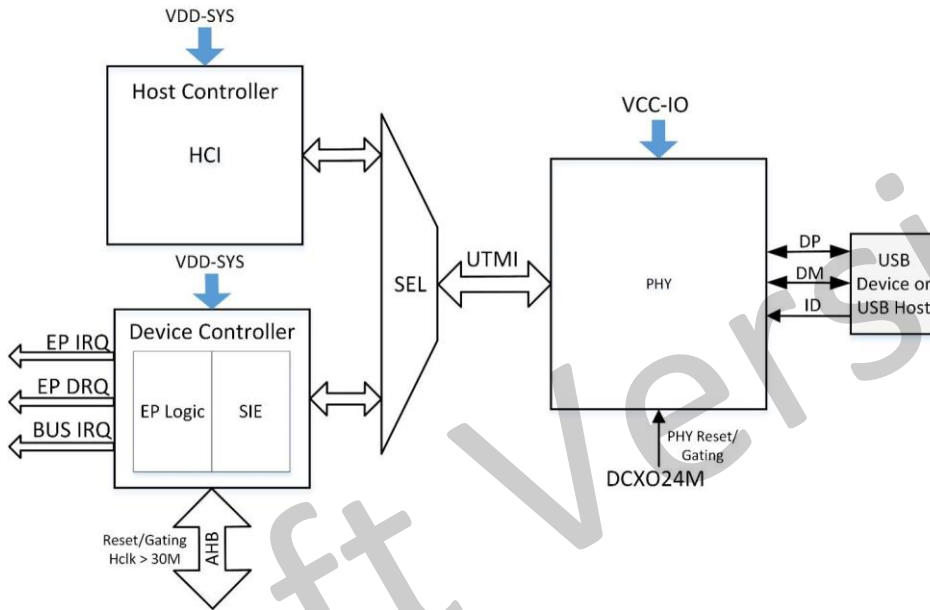 VDD-SYS
Host Controller
HCI
VDD-SYS
Device Controller
EP Logic
SIE
EP IRQ
EP DRQ
BUS IRQ
Reset/Gating
Hclk > 30M
AHB
SEL
UTMI
VCC-IO
PHY
PHY Reset/
Gating
DCXO24M
DP
DM
ID
USB
Device or
USB Host
ft Versi